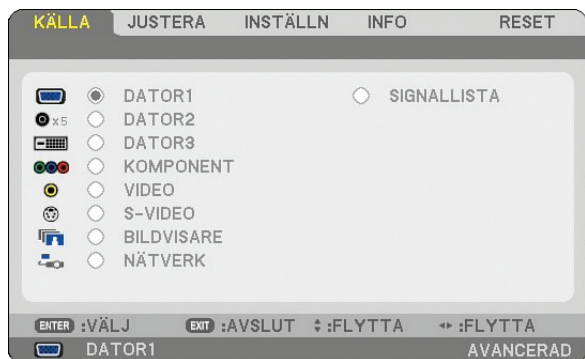 KÄLLA JUSTERA INSTÄLLN INFO RESET
DATOR1 SIGNALLISTA
x5 DATOR2
DATOR3
KOMPONENT
VIDEO
S-VIDEO
BILDVISARE
NÄTVERK
ENTER :VÄLJ EXIT :AVSLUT :FLYTTA :FLYTTA
DATOR1 AVANCERAD